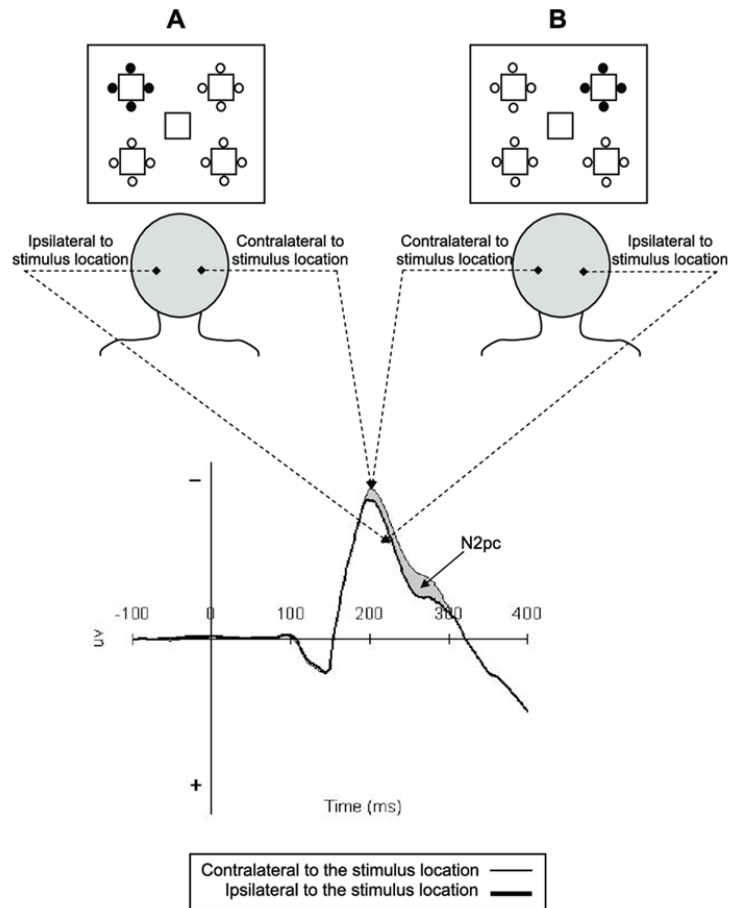 A
B
Ipsilateral to
stimulus location
Contralateral to
stimulus location
Contralateral to
stimulus location
Ipsilateral to
stimulus location
−
N2pc
-100 0 100 200 300 400
uv
+
Time (ms)
Contralateral to the stimulus location
Ipsilateral to the stimulus location